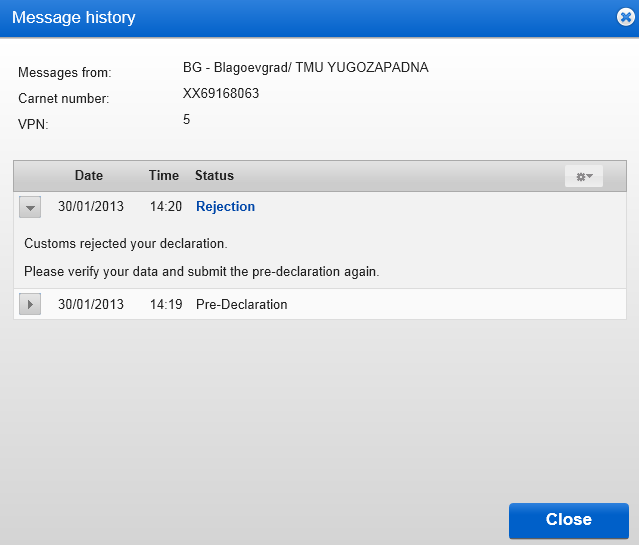 Message history
Messages from: BG - Blagoevgrad/ TMU YUGOZAPADNA
Carnet number: XX69168063
VPN: 5
Date Time Status
30/01/2013 14:20 Rejection
Customs rejected your declaration.
Please verify your data and submit the pre-declaration again.
30/01/2013 14:19 Pre-Declaration
Close